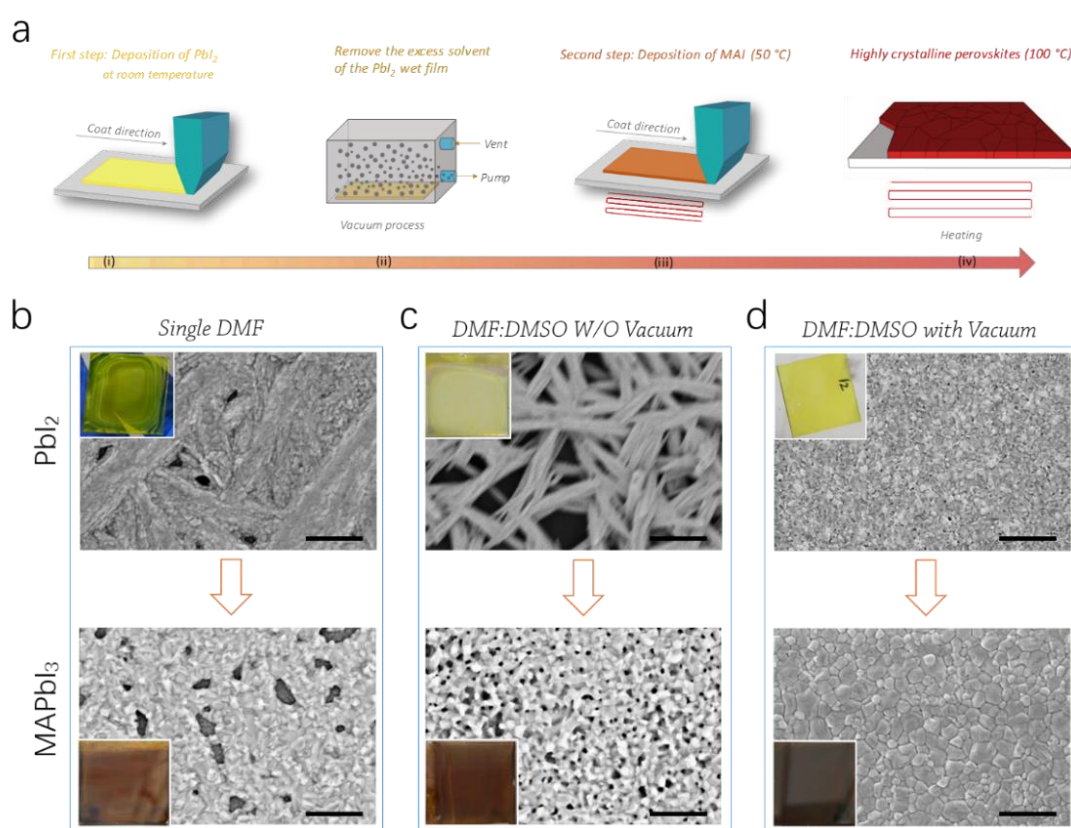 a
First step: Deposition of PbI₂
at room temperature
Remove the excess solvent
of the PbI₂ wet film
Second step: Deposition of MAI (50 °C)
Highly crystalline perovskites (100 °C)
Coat direction
Vent
Pump
Coat direction
Vacuum process
Heating
(i)
(ii)
(iii)
(iv)
b
Single DMF
c
DMF:DMSO W/O Vacuum
d
DMF:DMSO with Vacuum
PbI₂
MAPbI₃